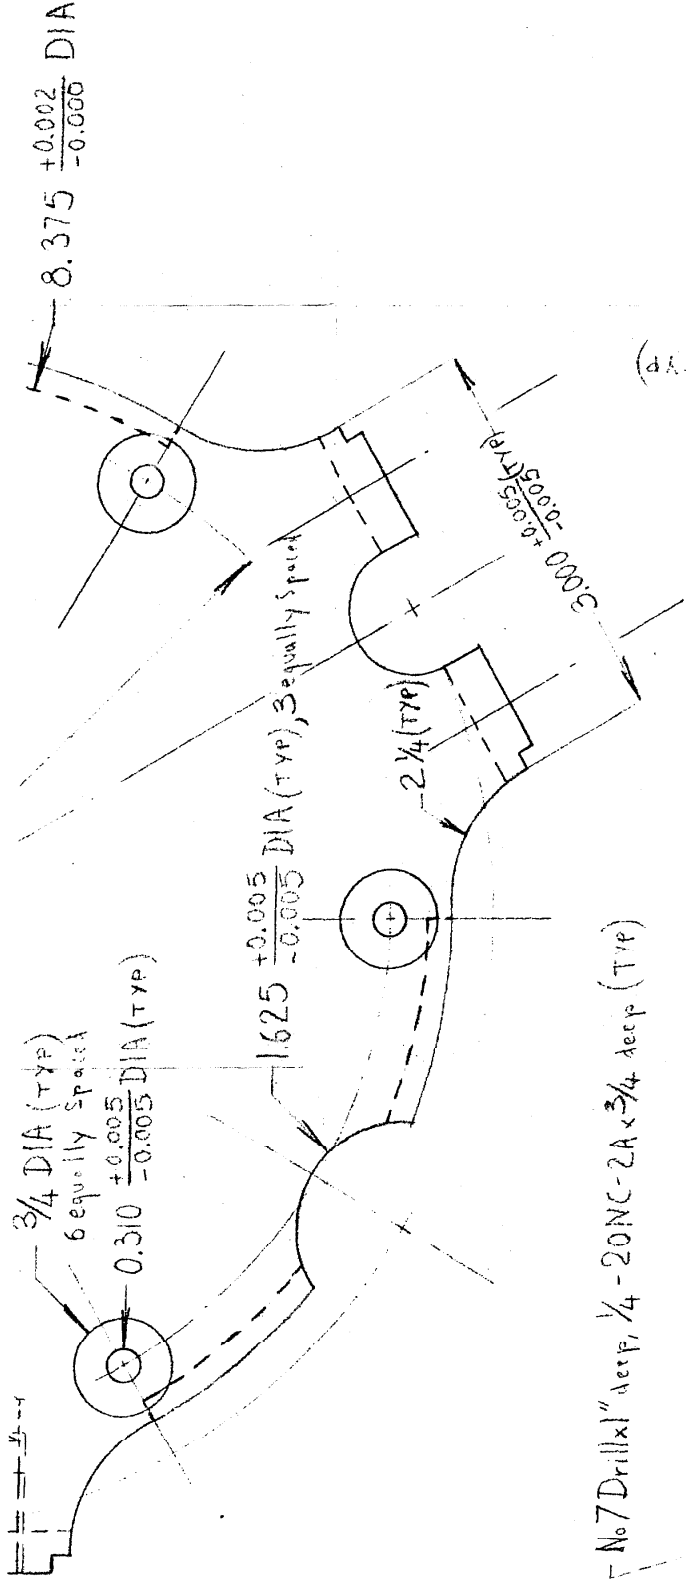 8.375 +0.002 DIA
-0.000
3/4 DIA (TYP)
6 equally Spaced
0.310 +0.005 DIA (TYP)
-0.005
1.625 +0.005 DIA (TYP), 3 equally Spaced
-0.005
2 1/4 (TYP)
3.000 +0.005 (TYP)
-0.005
YP)
No 7 Drill x 1" deep, 1/4 - 20NC - 2A x 3/4 deep (TYP)